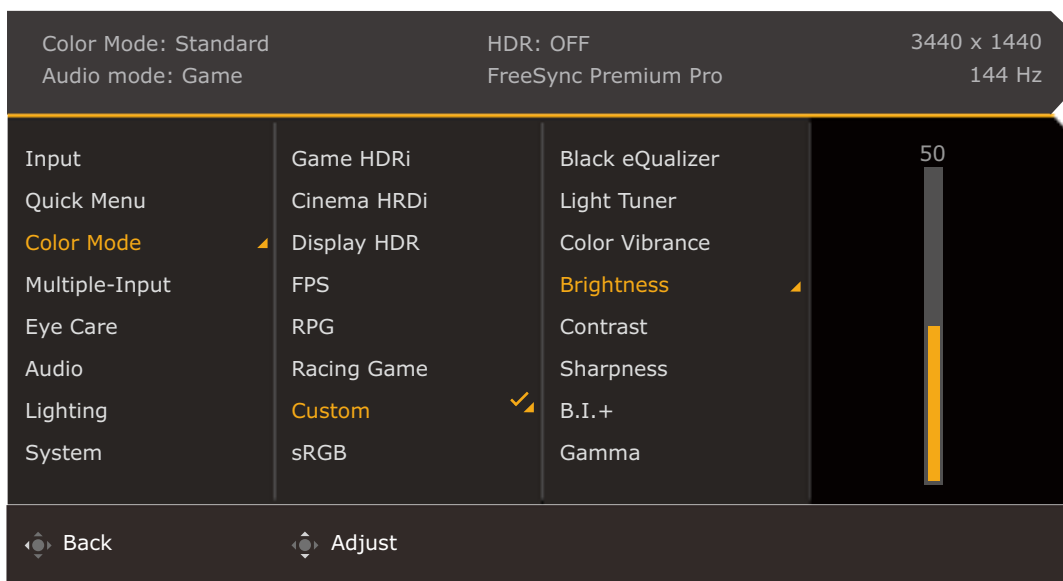 Color Mode: Standard
HDR: OFF
3440 x 1440
Audio mode: Game
FreeSync Premium Pro
144 Hz
Input
Quick Menu
Color Mode
Multiple-Input
Eye Care
Audio
Lighting
System
Game HDRi
Cinema HRDi
Display HDR
FPS
RPG
Racing Game
Custom
sRGB
Black eQualizer
Light Tuner
Color Vibrance
Brightness
Contrast
Sharpness
B.I.+
Gamma
50
Back
Adjust